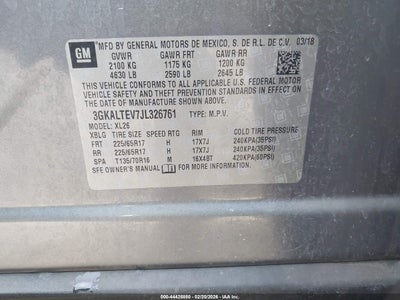 GM
MFD BY GENERAL MOTORS DE MEXICO, S. DE R.L. DE C.V. 03/18
GVWR GAWR FRT GAWR RR
2100 KG 1175 KG 1200 KG
4630 LB 2590 LB 2645 LB
THIS VEHICLE CONFORMS TO ALL APPLICABLE U.S. FEDERAL MOTOR
VEHICLE SAFETY AND THEFT PREVENTION STANDARDS IN EFFECT ON
THE DATE OF MANUFACTURE SHOWN ABOVE.
3GKALTEV7JL326761 TYPE: M.P.V.
MODEL: XL26
XBLG TIRE SIZE SPEED RTG RIM COLD TIRE PRESSURE
FRT 225/65R17 H 17X7J 240KPA(35PSI)
RR 225/65R17 H 17X7J 240KPA(35PSI)
SPA T135/70R16 M 16X4BT 420KPA(60PSI)
SEE OWNER'S MANUAL FOR MORE INFORMATION.
000-44428880 - 02/20/2026 - IAA Inc.